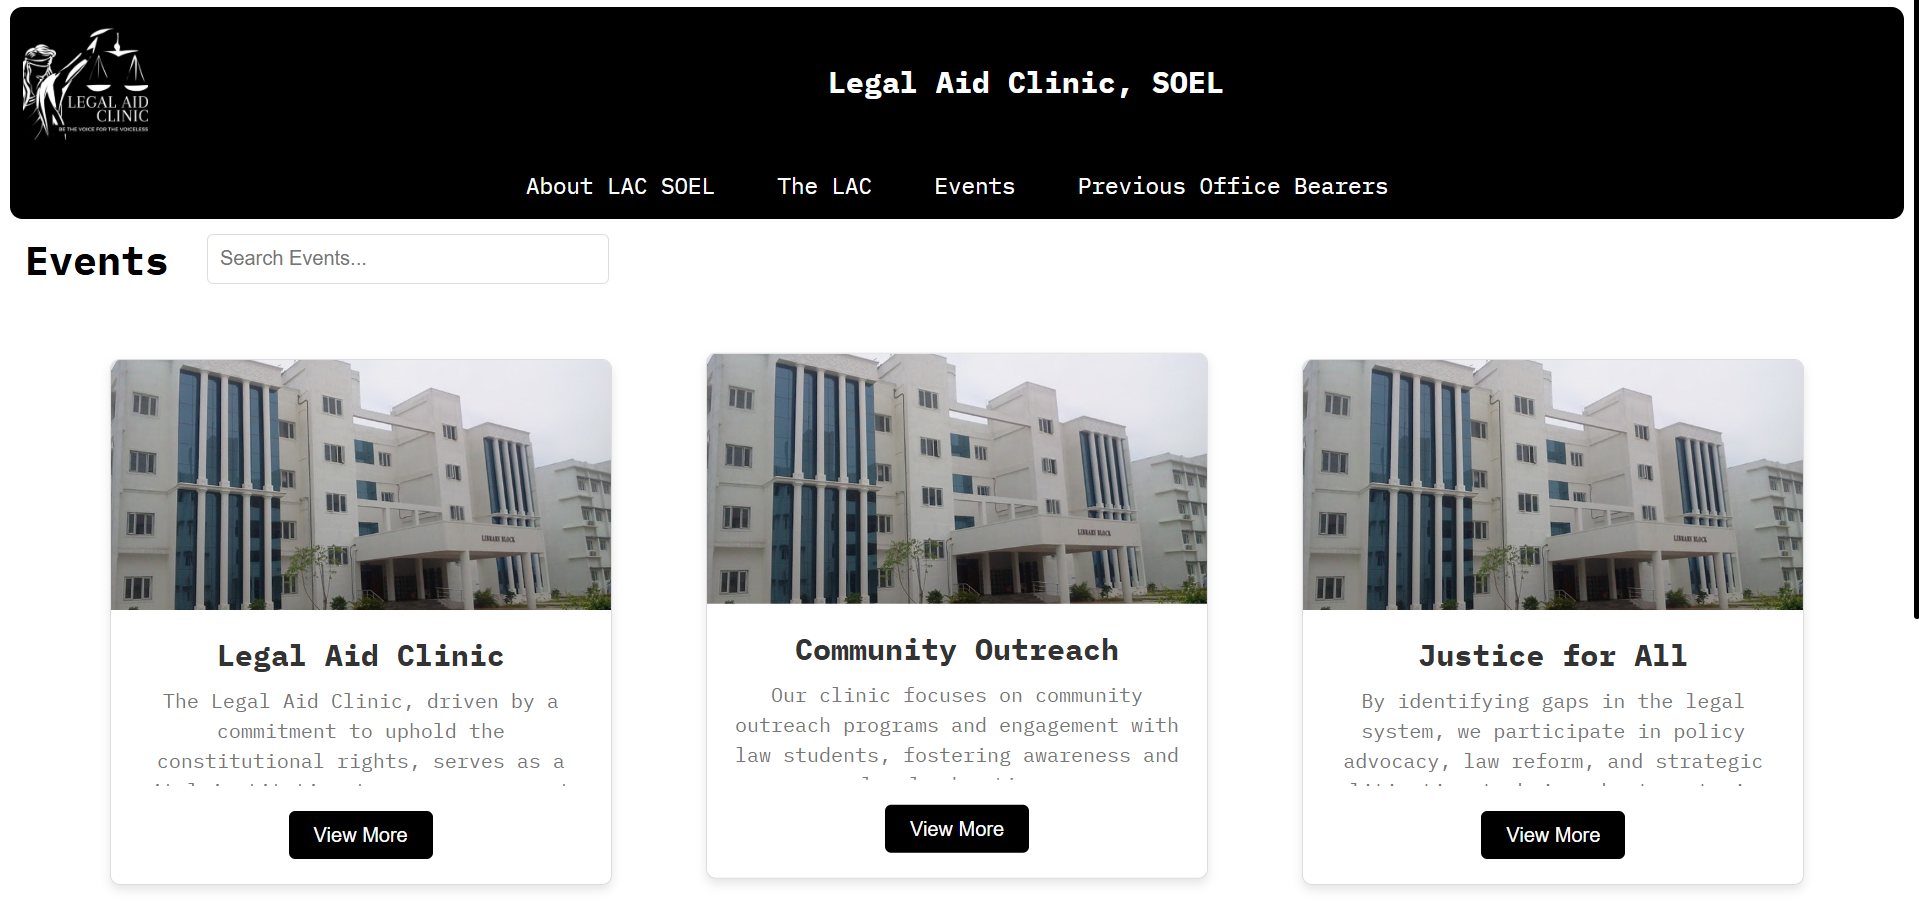 LEGAL AID
CLINIC
BE THE VOICE FOR THE VOICELESS
Legal Aid Clinic, SOEL
About LAC SOEL The LAC Events Previous Office Bearers
Events
Search Events...
LIBRARY BLOCK
Legal Aid Clinic
The Legal Aid Clinic, driven by a
commitment to uphold the
constitutional rights, serves as a
View More
LIBRARY BLOCK
Community Outreach
Our clinic focuses on community
outreach programs and engagement with
law students, fostering awareness and
View More
LIBRARY BLOCK
Justice for All
By identifying gaps in the legal
system, we participate in policy
advocacy, law reform, and strategic
View More